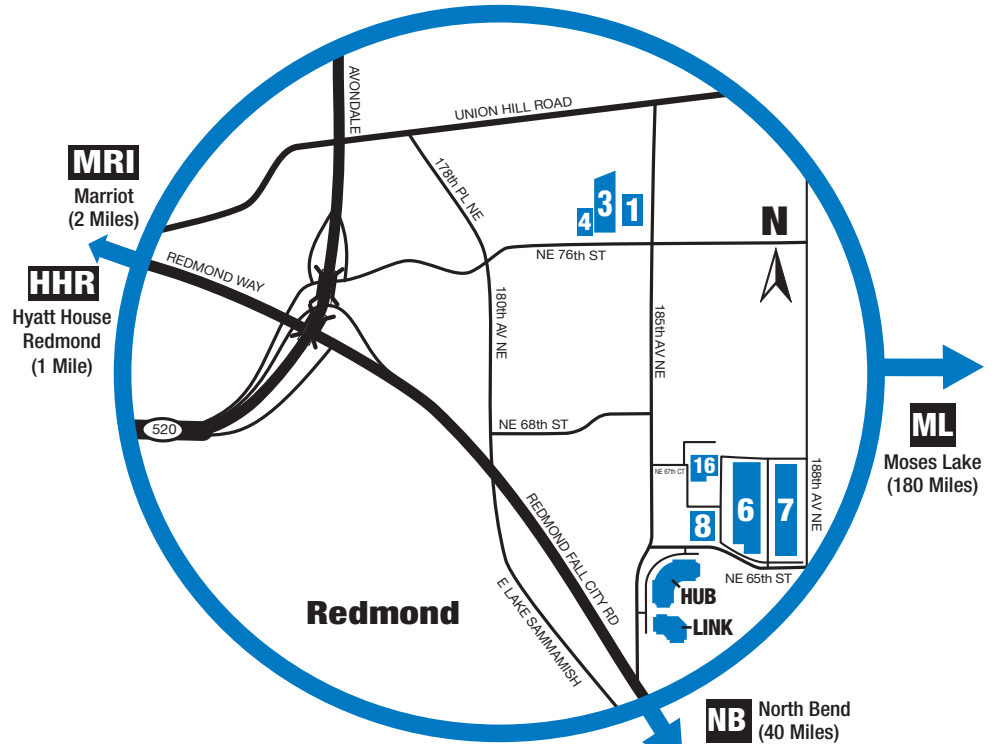 AVONDALE
UNION HILL ROAD
MRI
Marriot
(2 Miles)
178th PL NE
4
3
1
N
NE 76th ST
REDMOND WAY
HHR
Hyatt House
Redmond
(1 Mile)
180th AV NE
185th AV NE
520
NE 68th ST
ML
Moses Lake
(180 Miles)
NE 67th CT
16
188th AV NE
6
7
8
REDMOND FALL CITY RD
NE 65th ST
E LAKE SAMMAMISH
HUB
Redmond
LINK
NB
North Bend
(40 Miles)